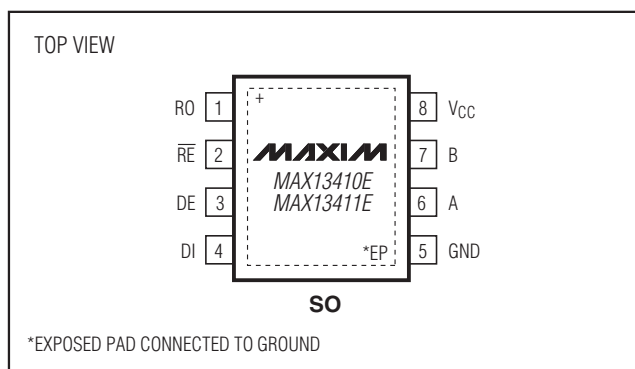 TOP VIEW
RO 1 + 8 VCC
RE 2 MAXIM 7 B
MAX13410E
DE 3 MAX13411E 6 A
DI 4 *EP 5 GND
SO
*EXPOSED PAD CONNECTED TO GROUND